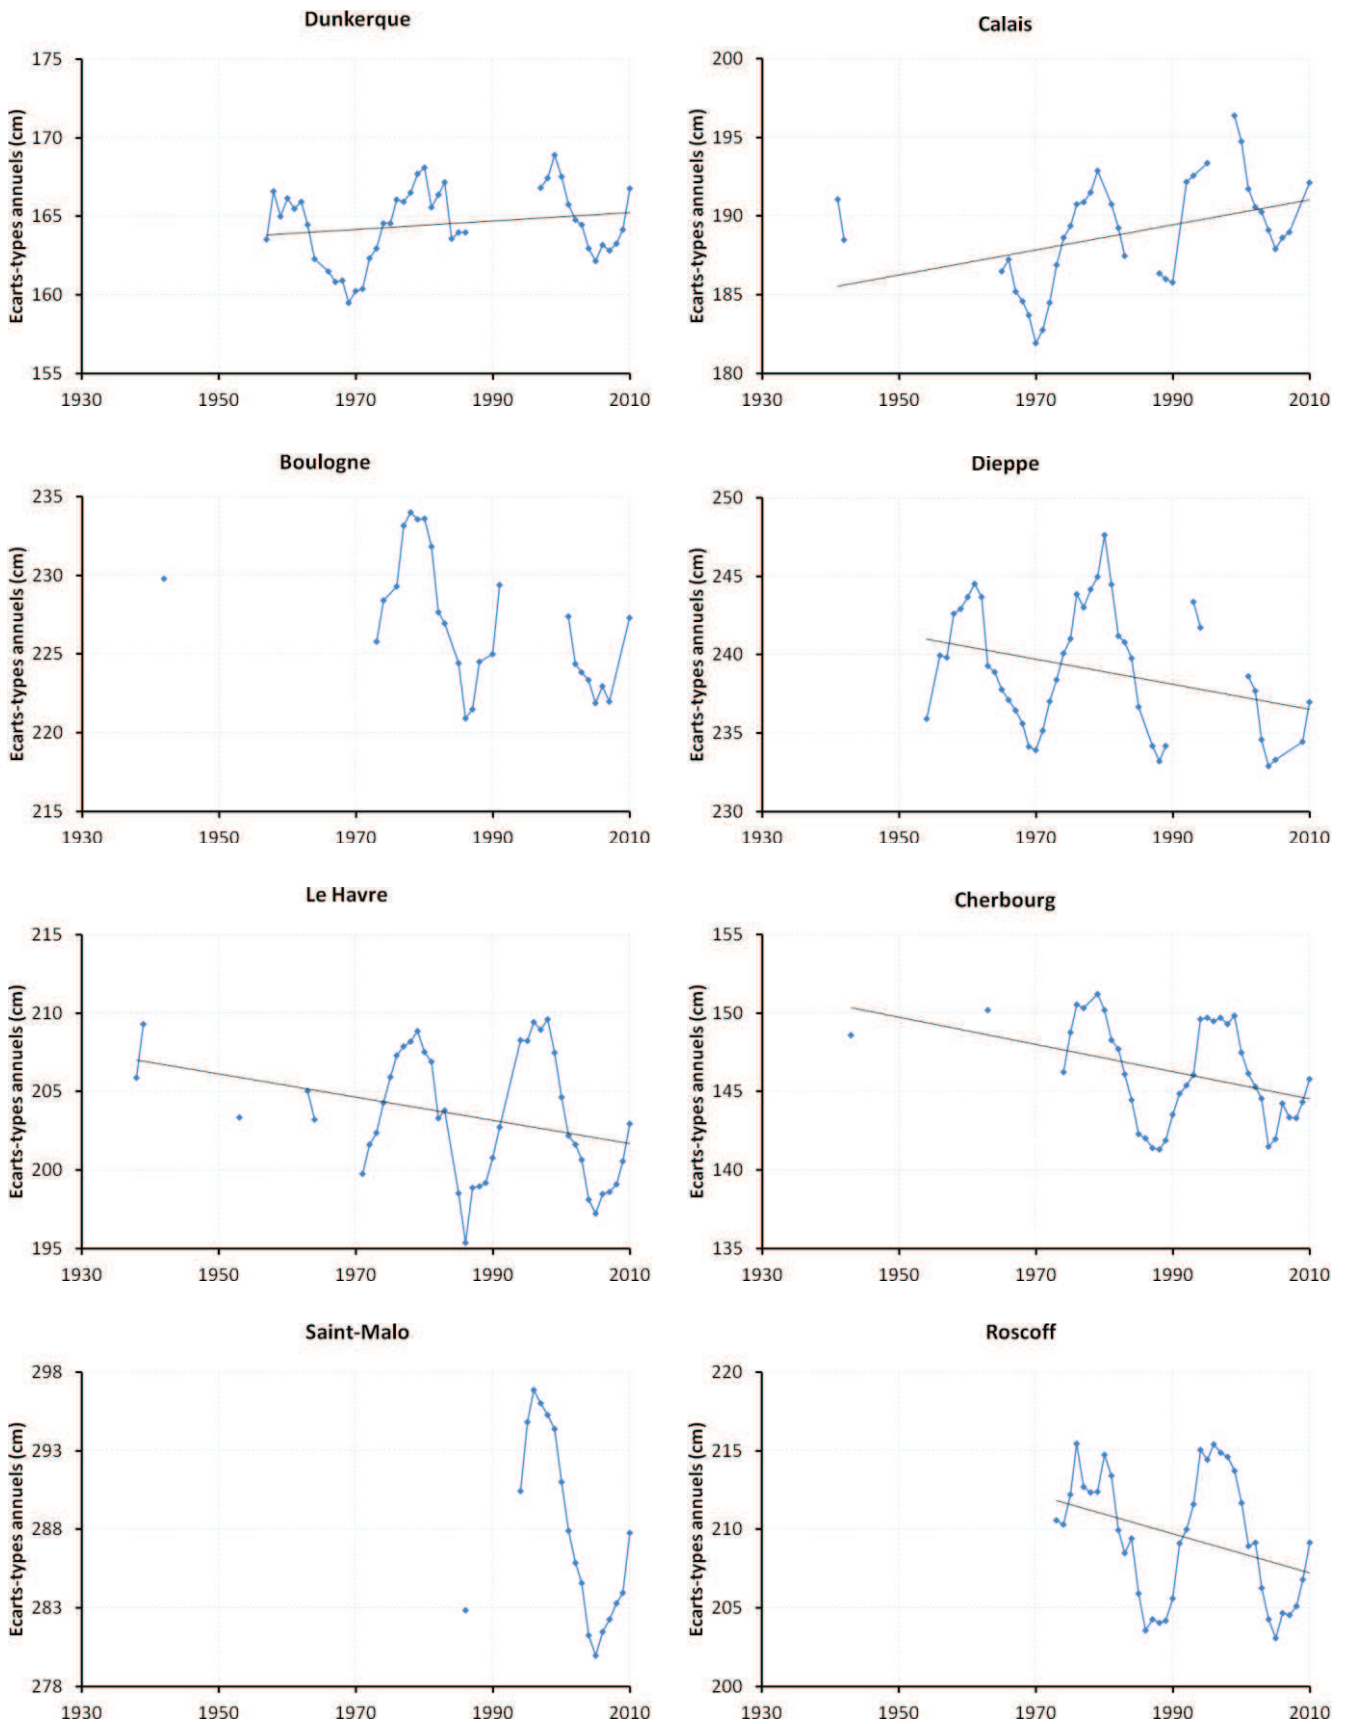 Dunkerque
Ecarts-types annuels (cm)
175
170
165
160
155
1930 1950 1970 1990 2010
Calais
Ecarts-types annuels (cm)
200
195
190
185
180
1930 1950 1970 1990 2010
Boulogne
Ecarts-types annuels (cm)
235
230
225
220
215
1930 1950 1970 1990 2010
Dieppe
Ecarts-types annuels (cm)
250
245
240
235
230
1930 1950 1970 1990 2010
Le Havre
Ecarts-types annuels (cm)
215
210
205
200
195
1930 1950 1970 1990 2010
Cherbourg
Ecarts-types annuels (cm)
155
150
145
140
135
1930 1950 1970 1990 2010
Saint-Malo
Ecarts-types annuels (cm)
298
293
288
283
278
1930 1950 1970 1990 2010
Roscoff
Ecarts-types annuels (cm)
220
215
210
205
200
1930 1950 1970 1990 2010